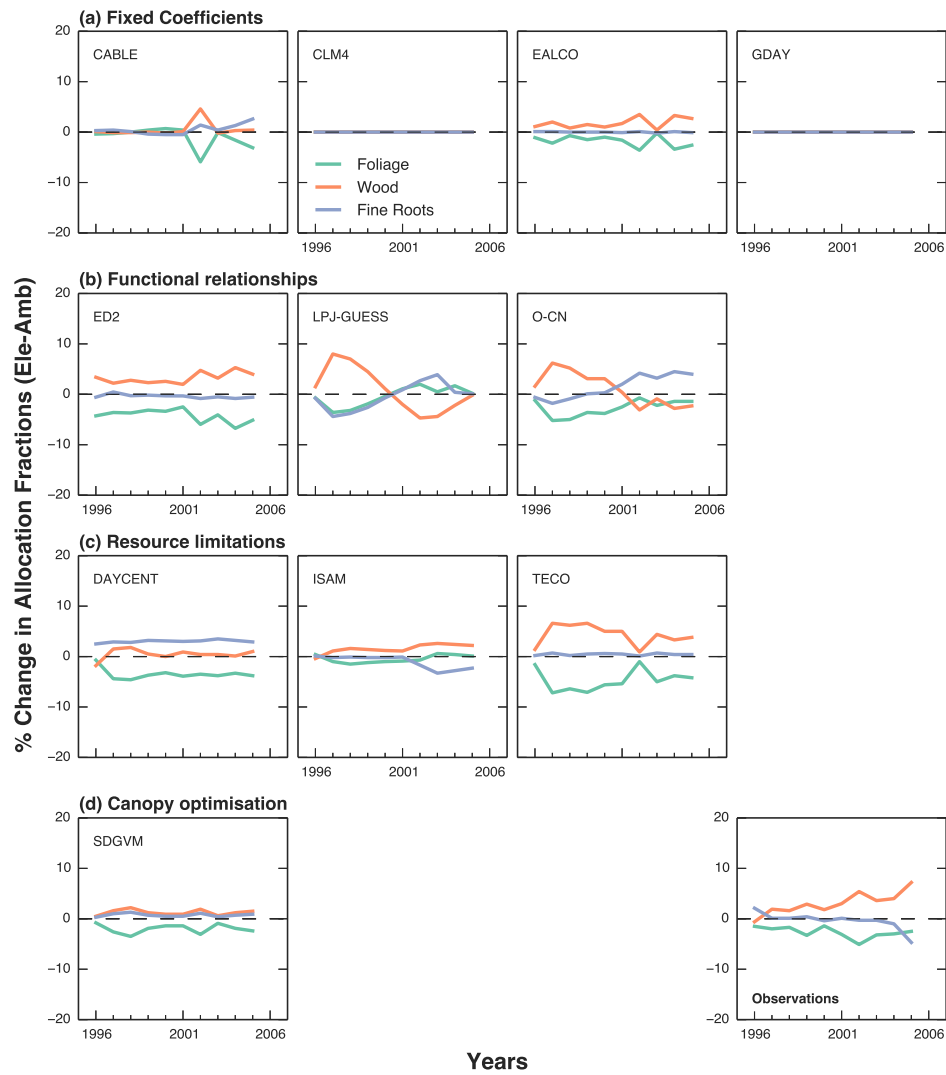 (a) Fixed Coefficients
20
10
0
−10
−20
CABLE
CLM4
EALCO
GDAY
Foliage
Wood
Fine Roots
1996
2001
2006
1996
2001
2006
(b) Functional relationships
20
10
0
−10
−20
ED2
LPJ-GUESS
O-CN
1996
2001
2006
1996
2001
2006
(c) Resource limitations
20
10
0
−10
−20
DAYCENT
ISAM
TECO
1996
2001
2006
(d) Canopy optimisation
20
10
0
−10
−20
SDGVM
1996
2001
2006
20
10
0
−10
−20
Observations
1996
2001
2006
% Change in Allocation Fractions (Ele-Amb)
Years